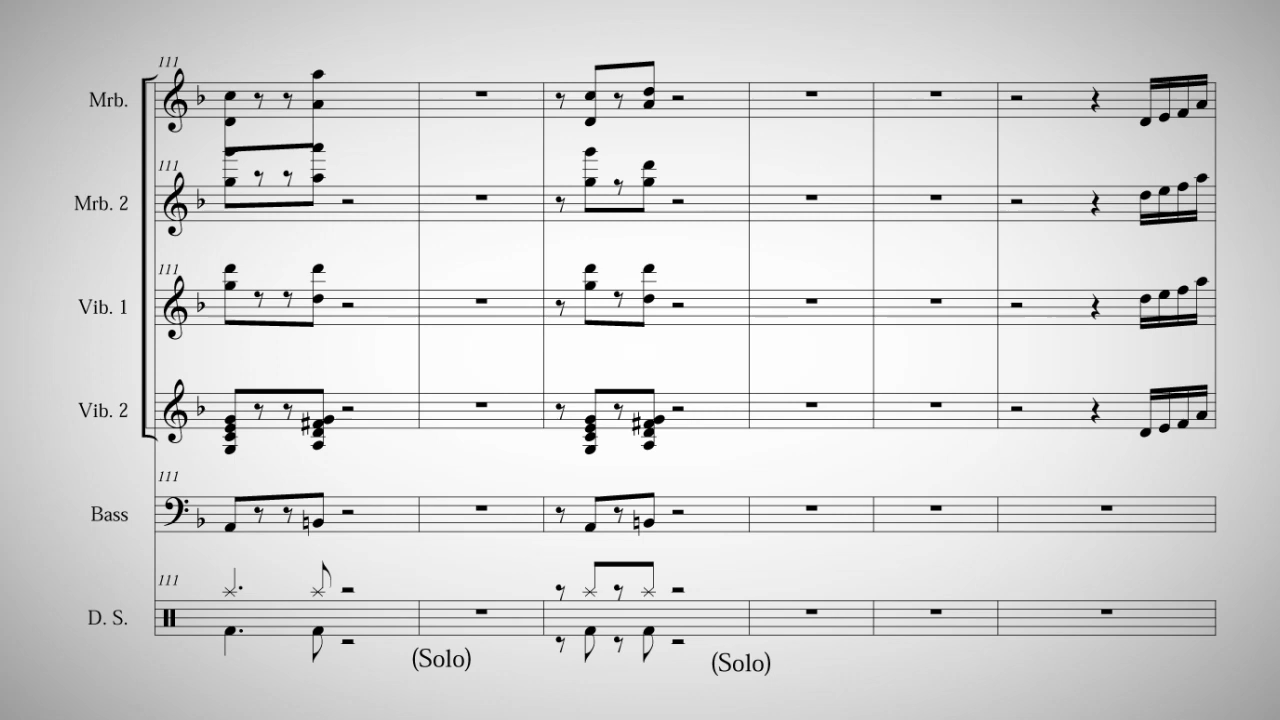 111
Mrb.
111
Mrb. 2
111
Vib. 1
Vib. 2
111
Bass
111
D. S.
(Solo) (Solo)